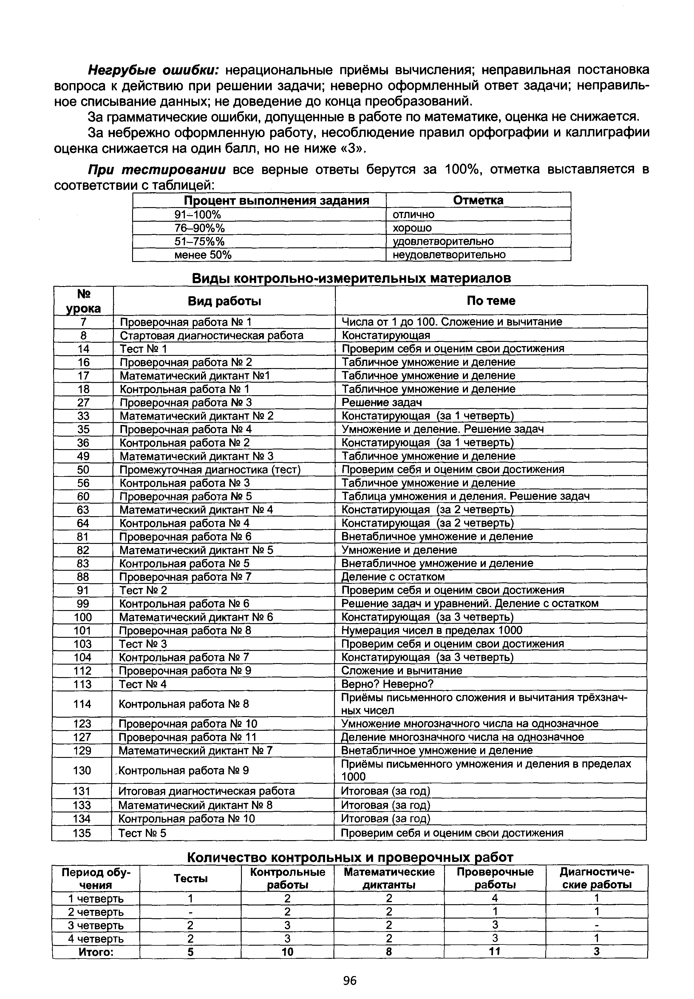 Негрубые ошибки: нерациональные приёмы вычисления; неправильная постановка
вопроса к действию при решении задачи; неверно оформленный ответ задачи; неправиль-
ное списывание данных; не доведение до конца преобразований.
За грамматические ошибки, допущенные в работе по математике, оценка не снижается.
За небрежно оформленную работу, несоблюдение правил орфографии и каллиграфии
оценка снижается на один балл, но не ниже «3».
При тестировании все верные ответы берутся за 100%, отметка выставляется в
соответствии с таблицей:
Процент выполнения задания Отметка
91–100% отлично
76–90%% хорошо
51–75%% удовлетворительно
менее 50% неудовлетворительно
Виды контрольно-измерительных материалов
№
урока
Вид работы По теме
7 Проверочная работа № 1 Числа от 1 до 100. Сложение и вычитание
8 Стартовая диагностическая работа Констатирующая
14 Тест № 1 Проверим себя и оценим свои достижения
16 Проверочная работа № 2 Табличное умножение и деление
17 Математический диктант №1 Табличное умножение и деление
18 Контрольная работа № 1 Табличное умножение и деление
27 Проверочная работа № 3 Решение задач
33 Математический диктант № 2 Констатирующая (за 1 четверть)
35 Проверочная работа № 4 Умножение и деление. Решение задач
36 Контрольная работа № 2 Констатирующая (за 1 четверть)
49 Математический диктант № 3 Табличное умножение и деление
50 Промежуточная диагностика (тест) Проверим себя и оценим свои достижения
56 Контрольная работа № 3 Табличное умножение и деление
60 Проверочная работа № 5 Таблица умножения и деления. Решение задач
63 Математический диктант № 4 Констатирующая (за 2 четверть)
64 Контрольная работа № 4 Констатирующая (за 2 четверть)
81 Проверочная работа № 6 Внетабличное умножение и деление
82 Математический диктант № 5 Умножение и деление
83 Контрольная работа № 5 Внетабличное умножение и деление
88 Проверочная работа № 7 Деление с остатком
91 Тест № 2 Проверим себя и оценим свои достижения
99 Контрольная работа № 6 Решение задач и уравнений. Деление с остатком
100 Математический диктант № 6 Констатирующая (за 3 четверть)
101 Проверочная работа № 8 Нумерация чисел в пределах 1000
103 Тест № 3 Проверим себя и оценим свои достижения
104 Контрольная работа № 7 Констатирующая (за 3 четверть)
112 Проверочная работа № 9 Сложение и вычитание
113 Тест № 4 Верно? Неверно?
114 Контрольная работа № 8 Приёмы письменного сложения и вычитания трёхзнач-
ных чисел
123 Проверочная работа № 10 Умножение многозначного числа на однозначное
127 Проверочная работа № 11 Деление многозначного числа на однозначное
129 Математический диктант № 7 Внетабличное умножение и деление
130 Контрольная работа № 9 Приёмы письменного умножения и деления в пределах
1000
131 Итоговая диагностическая работа Итоговая (за год)
133 Математический диктант № 8 Итоговая (за год)
134 Контрольная работа № 10 Итоговая (за год)
135 Тест № 5 Проверим себя и оценим свои достижения
Количество контрольных и проверочных работ
Период обу- Тесты Контрольные Математические Проверочные Диагностиче-
чения работы диктанты работы ские работы
1 четверть 1 2 2 4 1
2 четверть - 2 2 1 1
3 четверть 2 3 2 3 -
4 четверть 2 3 2 3 1
Итого: 5 10 8 11 3
96